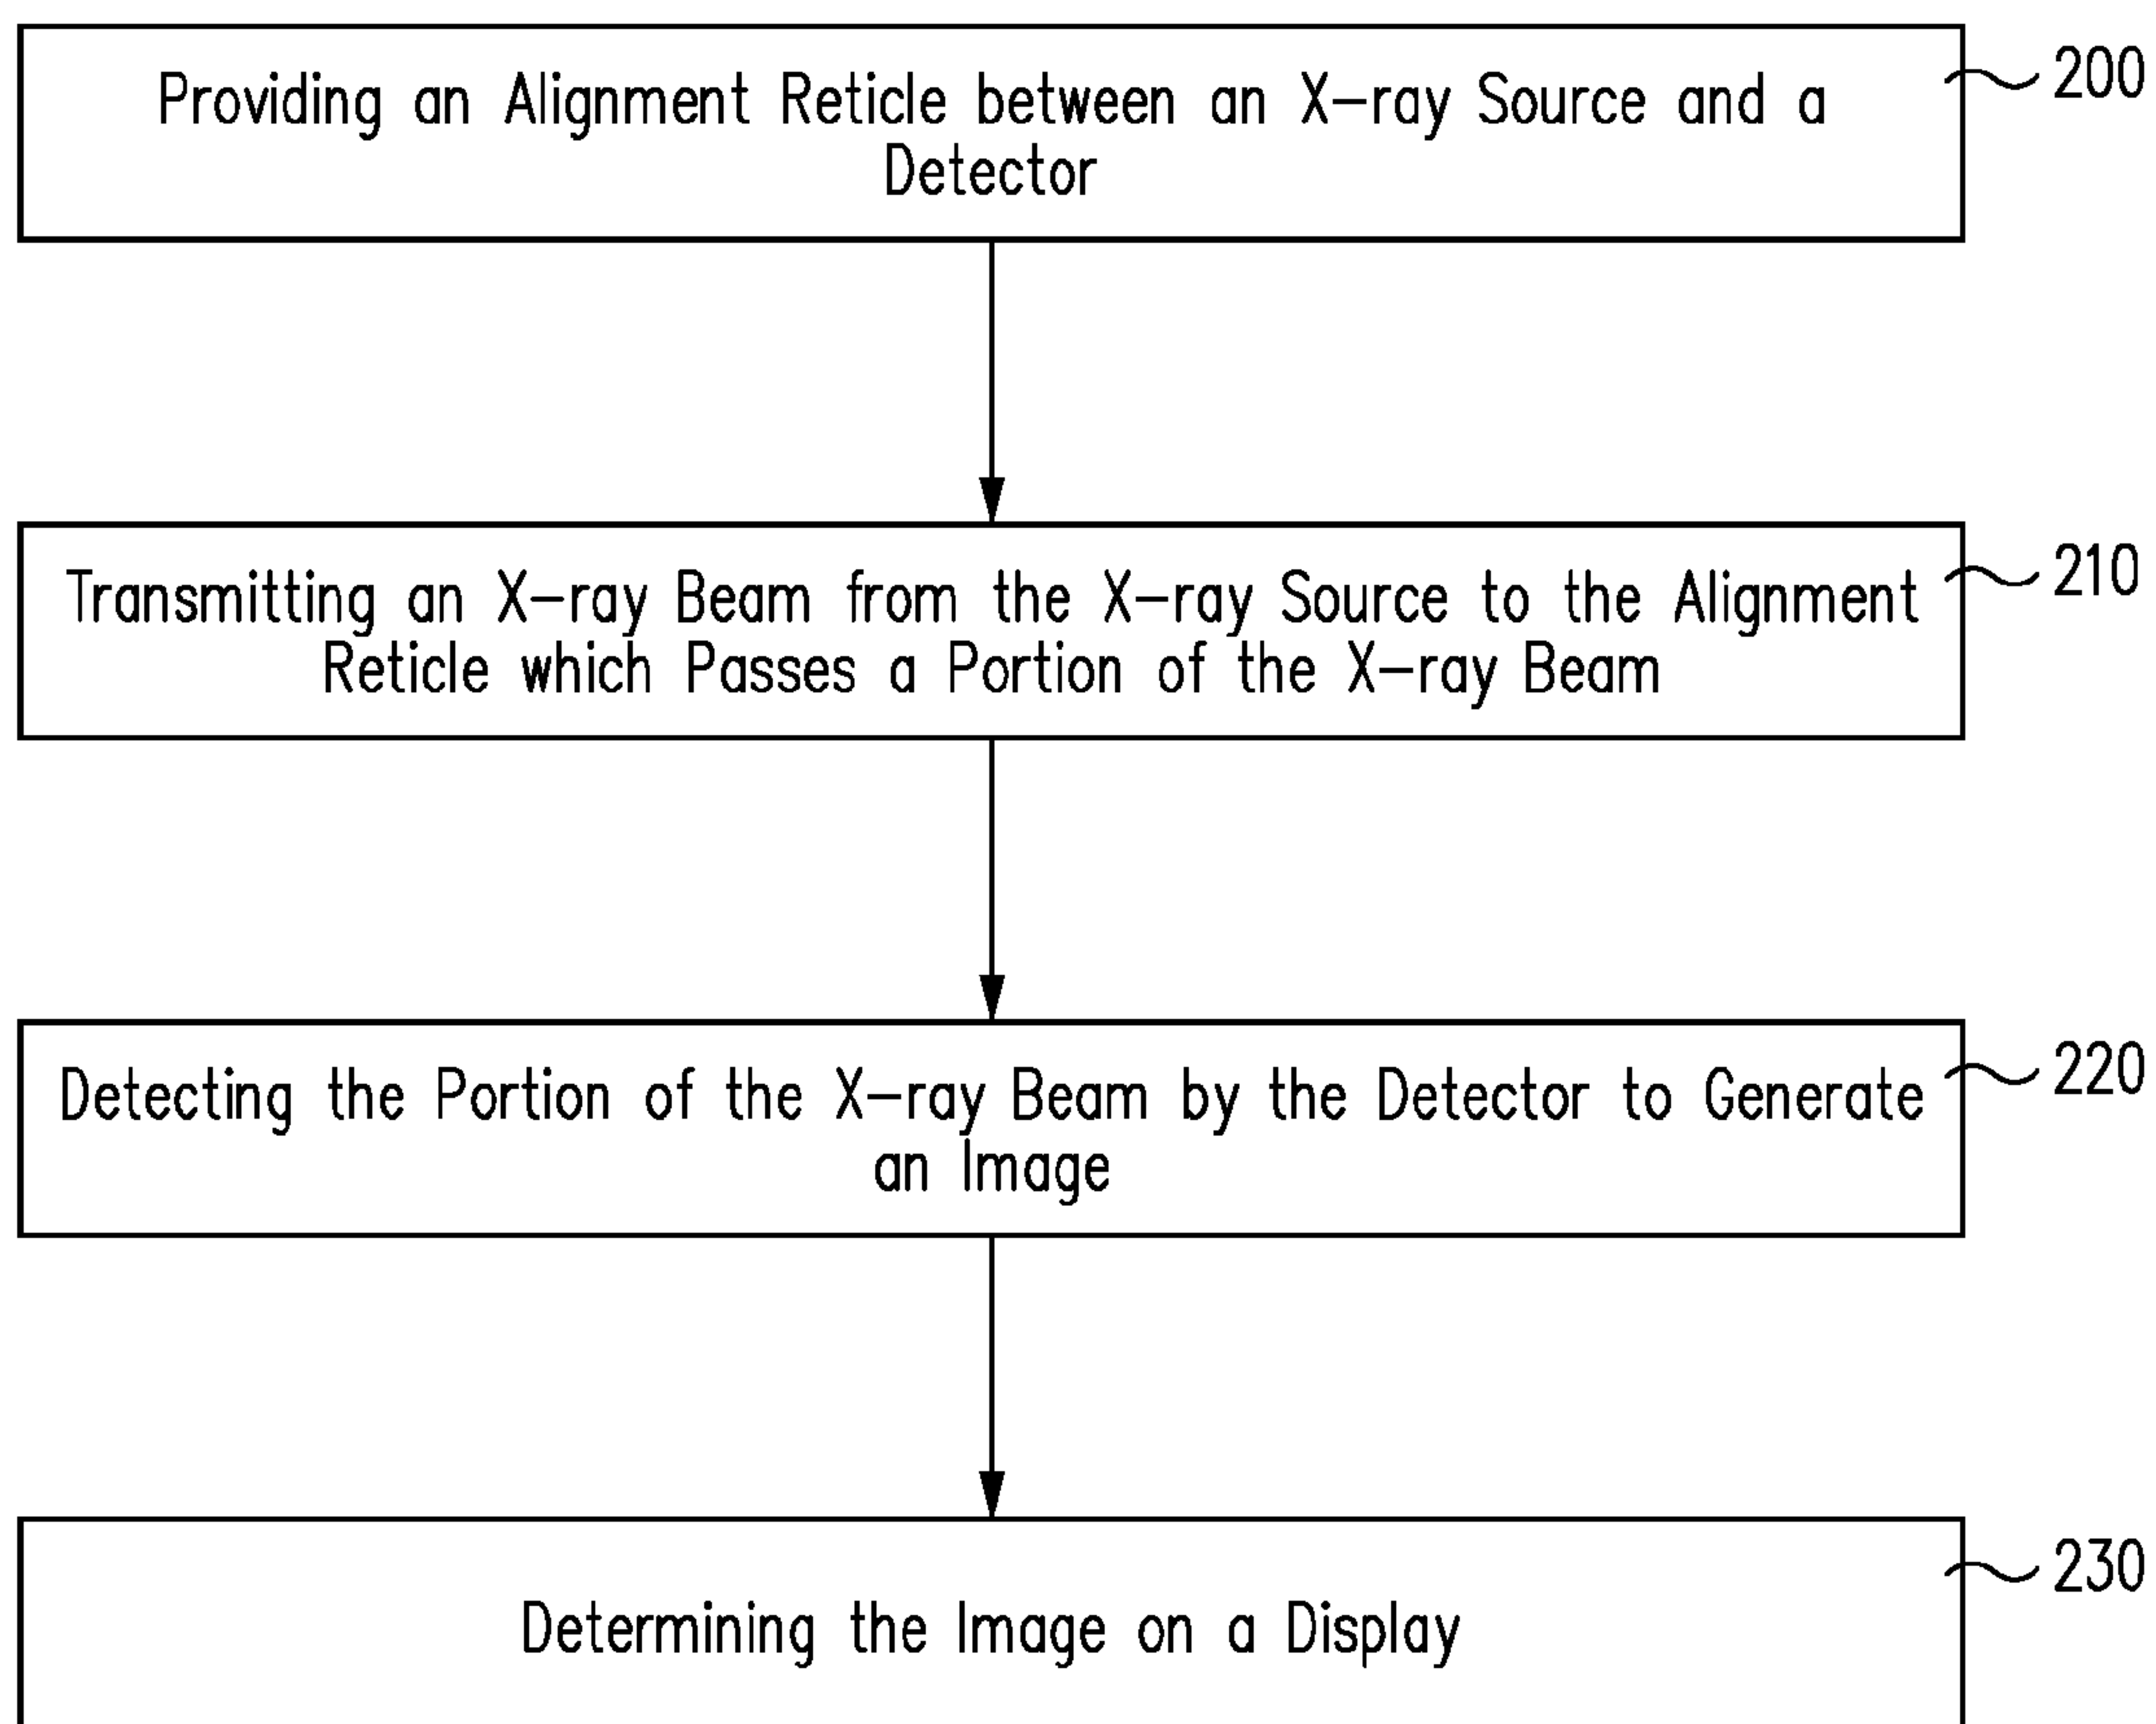 Providing an Alignment Reticle between an X-ray Source and a
Detector
200
Transmitting an X-ray Beam from the X-ray Source to the Alignment
Reticle which Passes a Portion of the X-ray Beam
210
Detecting the Portion of the X-ray Beam by the Detector to Generate
an Image
220
Determining the Image on a Display
230